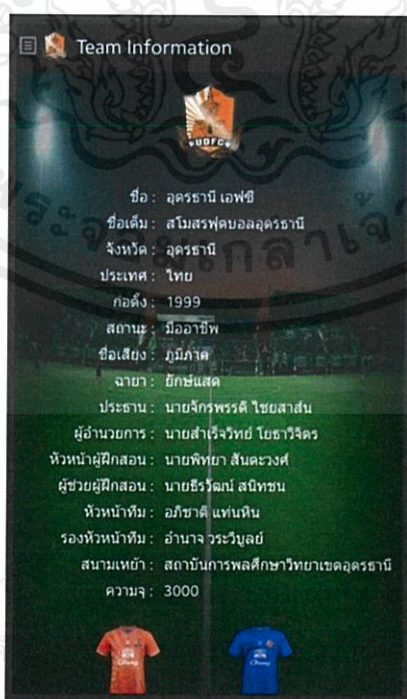 Team Information
UDFC
ชื่อ : อุดรธานี เอฟซี
ชื่อเต็ม : สโมสรฟุตบอลอุดรธานี
จังหวัด : อุดรธานี
ประเทศ : ไทย
ก่อตั้ง : 1999
สถานะ : มืออาชีพ
ชื่อเสียง : ภูมิภาค
ฉายา : ยักษ์แสด
ประธาน : นายจักรพรรดิ ไชยสาส์น
ผู้อำนวยการ : นายสำเร็จวิทย์ โยธาวิจิตร
หัวหน้าผู้ฝึกสอน : นายพิทยา สันตะวงศ์
ผู้ช่วยผู้ฝึกสอน : นายธีรวัฒน์ สนิทชน
หัวหน้าทีม : อภิชาติ แท่นหิน
รองหัวหน้าทีม : อำนาจ วระวิบูลย์
สนามเหย้า : สถาบันการพลศึกษาวิทยาเขตอุดรธานี
ความจุ : 3000
Chang
Chang